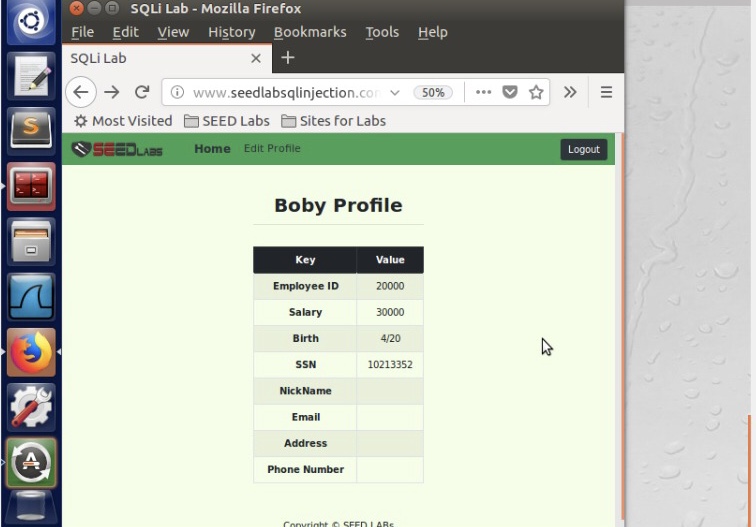 SQLi Lab - Mozilla Firefox
File Edit View History Bookmarks Tools Help
SQLi Lab
www.seedlabsqlinjection.con 50%
Most Visited SEED Labs Sites for Labs
SEEDLABS Home Edit Profile Logout
Boby Profile
Key Value
Employee ID 20000
Salary 30000
Birth 4/20
SSN 10213352
NickName
Email
Address
Phone Number
Copyright © SEED LABs